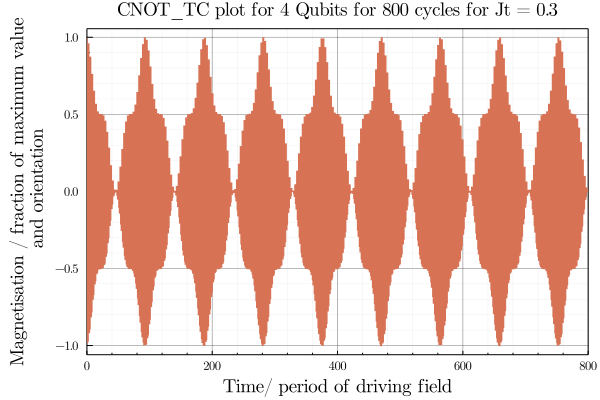 CNOT_TC plot for 4 Qubits for 800 cycles for Jt = 0.3
Magnetisation / fraction of maximum value
and orientation
1.0
0.5
0.0
−0.5
−1.0
0
200
400
600
800
Time/ period of driving field